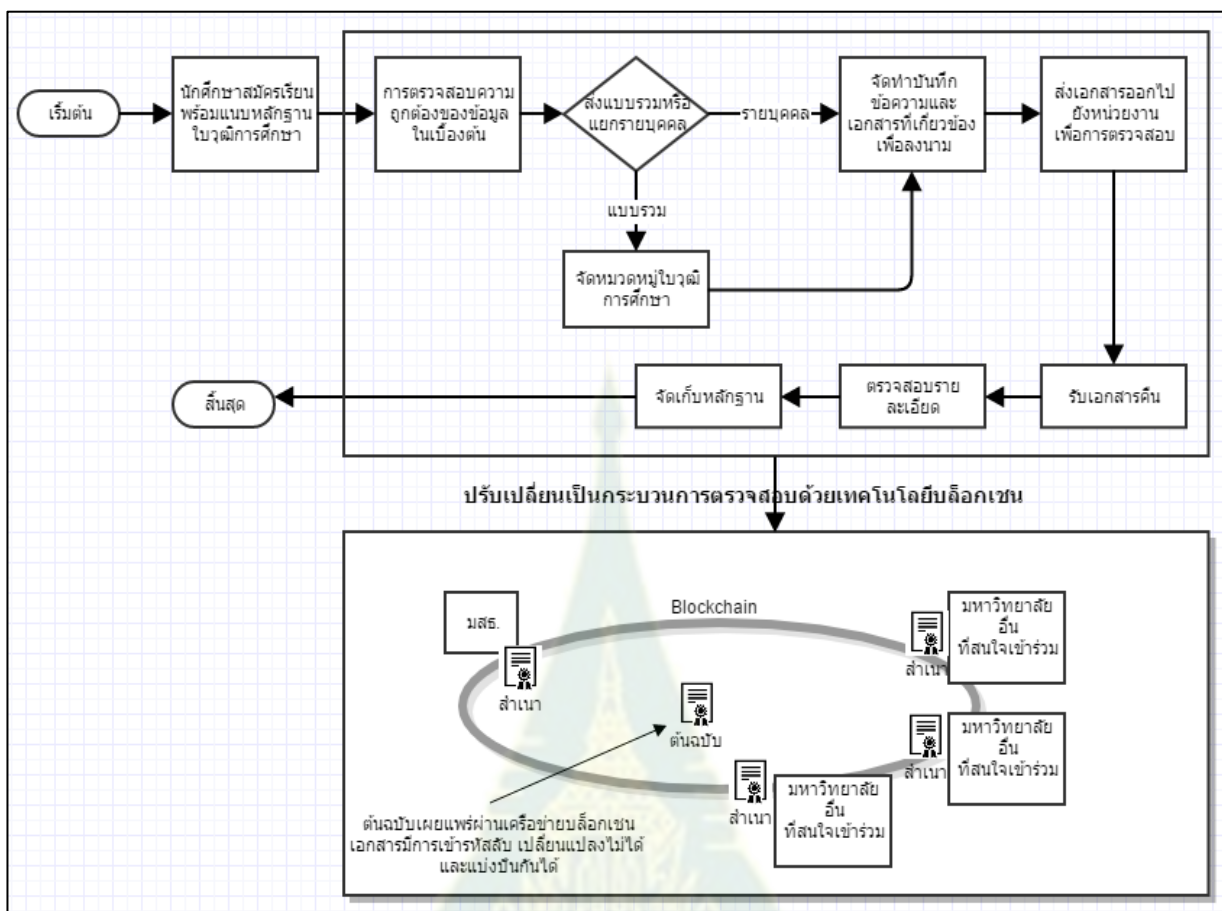 เริ่มต้น
นักศึกษาสมัครเรียน
พร้อมแนบหลักฐาน
ใบวุฒิการศึกษา
การตรวจสอบความ
ถูกต้องของข้อมูล
ในเบื้องต้น
ส่งแบบรวมหรือ
แยกรายบุคคล
รายบุคคล
จัดทำบันทึก
ข้อความและ
เอกสารที่เกี่ยวข้อง
เพื่อลงนาม
ส่งเอกสารออกไป
ยังหน่วยงาน
เพื่อการตรวจสอบ
แบบรวม
จัดหมวดหมู่ใบวุฒิ
การศึกษา
สิ้นสุด
จัดเก็บหลักฐาน
ตรวจสอบราย
ละเอียด
รับเอกสารคืน
ปรับเปลี่ยนเป็นกระบวนการตรวจสอบด้วยเทคโนโลยีบล็อกเชน
มสธ.
สำเนา
Blockchain
ต้นฉบับ
มหาวิทยาลัย
อื่น
ที่สนใจเข้าร่วม
สำเนา
มหาวิทยาลัย
อื่น
ที่สนใจเข้าร่วม
สำเนา
มหาวิทยาลัย
อื่น
ที่สนใจเข้าร่วม
สำเนา
ต้นฉบับเผยแพร่ผ่านเครือข่ายบล็อกเชน
เอกสารมีการเข้ารหัสลับ เปลี่ยนแปลงไม่ได้
และแบ่งปันกันได้